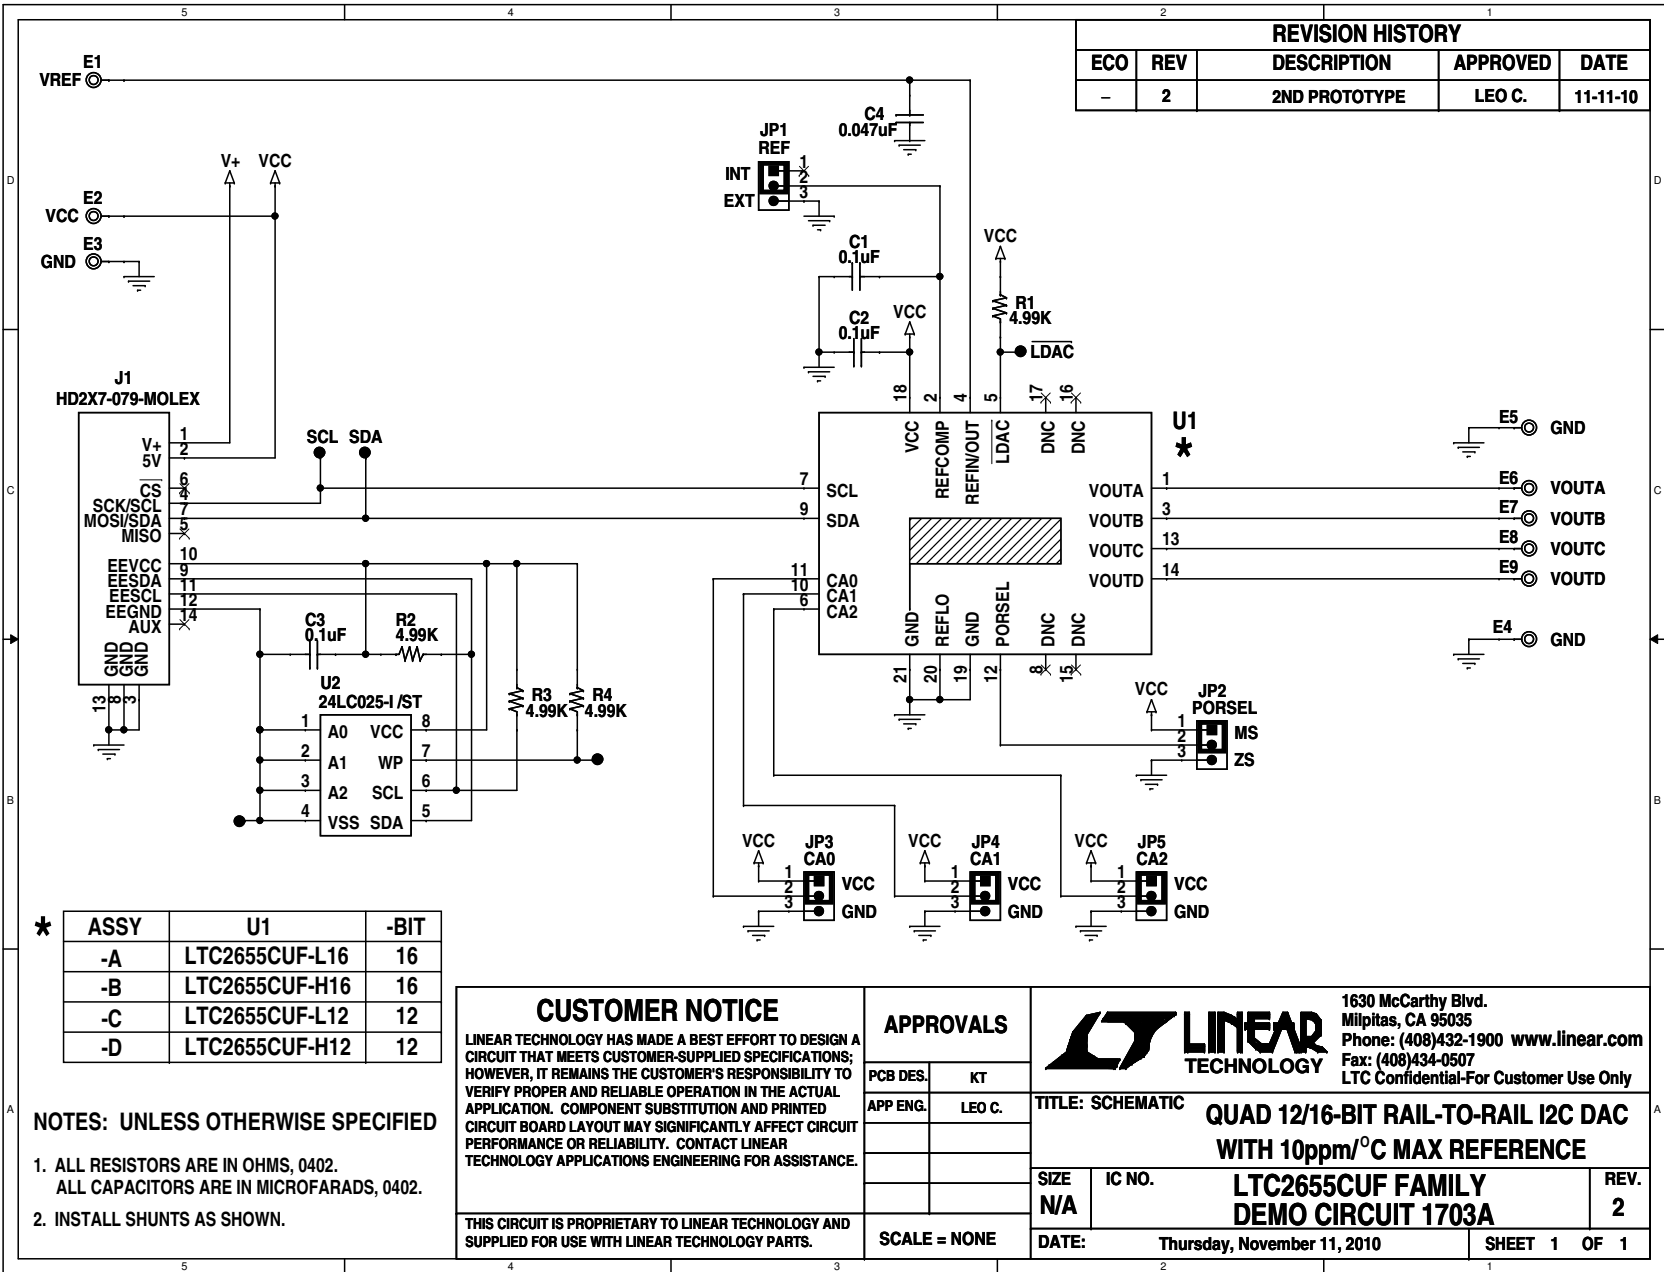 5 4 3 2 1
D D
C C
B B
A A
REVISION HISTORY
ECO REV DESCRIPTION APPROVED DATE
– 2 2ND PROTOTYPE LEO C. 11-11-10
E1
VREF
C4
0.047uF
JP1
REF
INT
EXT
1
2
3
V+ VCC
E2
VCC
E3
GND
C1
0.1uF
C2
0.1uF
VCC
VCC
R1
4.99K
LDAC
J1
HD2X7-079-MOLEX
V+ 1
5V 2
CS 6
SCK/SCL 4
MOSI/SDA 7
MISO 5
EEVCC 10
EESDA 9
EESCL 11
EEGND 12
AUX 14
GND GND GND
13 8 3
SCL SDA
18 2 4 5 17 16
VCC REFCOMP REFIN/OUT LDAC DNC DNC
U1
*
7 SCL
9 SDA
11 CA0
10 CA1
6 CA2
VOUTA 1
VOUTB 3
VOUTC 13
VOUTD 14
GND REFLO GND PORSEL DNC DNC
21 20 19 12 8 15
E5 GND
E6 VOUTA
E7 VOUTB
E8 VOUTC
E9 VOUTD
E4 GND
C3
0.1uF
R2
4.99K
U2
24LC025-I /ST
1 A0 VCC 8
2 A1 WP 7
3 A2 SCL 6
4 VSS SDA 5
R3
4.99K
R4
4.99K
VCC
JP2
PORSEL
1 MS
2
3 ZS
VCC
JP3
CA0
1 VCC
2
3 GND
VCC
JP4
CA1
1 VCC
2
3 GND
VCC
JP5
CA2
1 VCC
2
3 GND
* ASSY U1 -BIT
-A LTC2655CUF-L16 16
-B LTC2655CUF-H16 16
-C LTC2655CUF-L12 12
-D LTC2655CUF-H12 12
NOTES: UNLESS OTHERWISE SPECIFIED
1. ALL RESISTORS ARE IN OHMS, 0402.
ALL CAPACITORS ARE IN MICROFARADS, 0402.
2. INSTALL SHUNTS AS SHOWN.
CUSTOMER NOTICE
LINEAR TECHNOLOGY HAS MADE A BEST EFFORT TO DESIGN A
CIRCUIT THAT MEETS CUSTOMER-SUPPLIED SPECIFICATIONS;
HOWEVER, IT REMAINS THE CUSTOMER'S RESPONSIBILITY TO
VERIFY PROPER AND RELIABLE OPERATION IN THE ACTUAL
APPLICATION. COMPONENT SUBSTITUTION AND PRINTED
CIRCUIT BOARD LAYOUT MAY SIGNIFICANTLY AFFECT CIRCUIT
PERFORMANCE OR RELIABILITY. CONTACT LINEAR
TECHNOLOGY APPLICATIONS ENGINEERING FOR ASSISTANCE.
THIS CIRCUIT IS PROPRIETARY TO LINEAR TECHNOLOGY AND
SUPPLIED FOR USE WITH LINEAR TECHNOLOGY PARTS.
APPROVALS
PCB DES. KT
APP ENG. LEO C.
SCALE = NONE
LINEAR
TECHNOLOGY
1630 McCarthy Blvd.
Milpitas, CA 95035
Phone: (408)432-1900 www.linear.com
Fax: (408)434-0507
LTC Confidential-For Customer Use Only
TITLE: SCHEMATIC
QUAD 12/16-BIT RAIL-TO-RAIL I2C DAC
WITH 10ppm/°C MAX REFERENCE
SIZE
N/A
IC NO.
LTC2655CUF FAMILY
DEMO CIRCUIT 1703A
REV.
2
DATE: Thursday, November 11, 2010
SHEET 1 OF 1
5 4 3 2 1